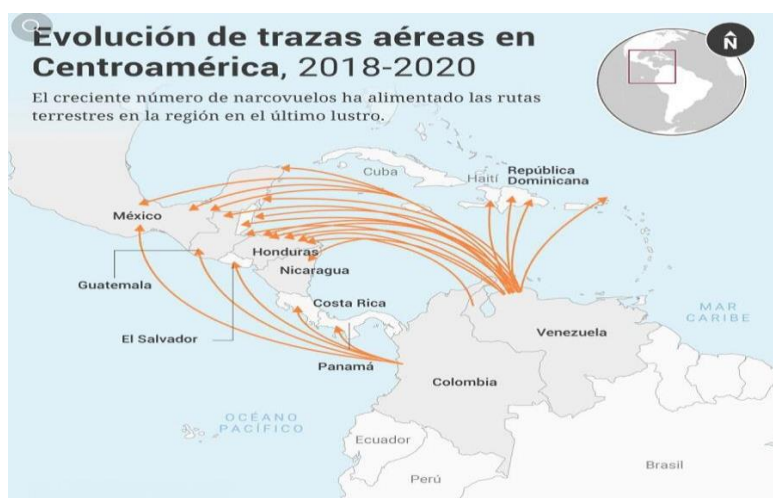 Evolución de trazas aéreas en
Centroamérica, 2018-2020
El creciente número de narcovuelos ha alimentado las rutas
terrestres en la región en el último lustro.
N
Cuba
Haití
República
Dominicana
México
Honduras
Nicaragua
Guatemala
Costa Rica
El Salvador
Panamá
Venezuela
MAR
CARIBE
Colombia
OCÉANO
PACÍFICO
Ecuador
Perú
Brasil